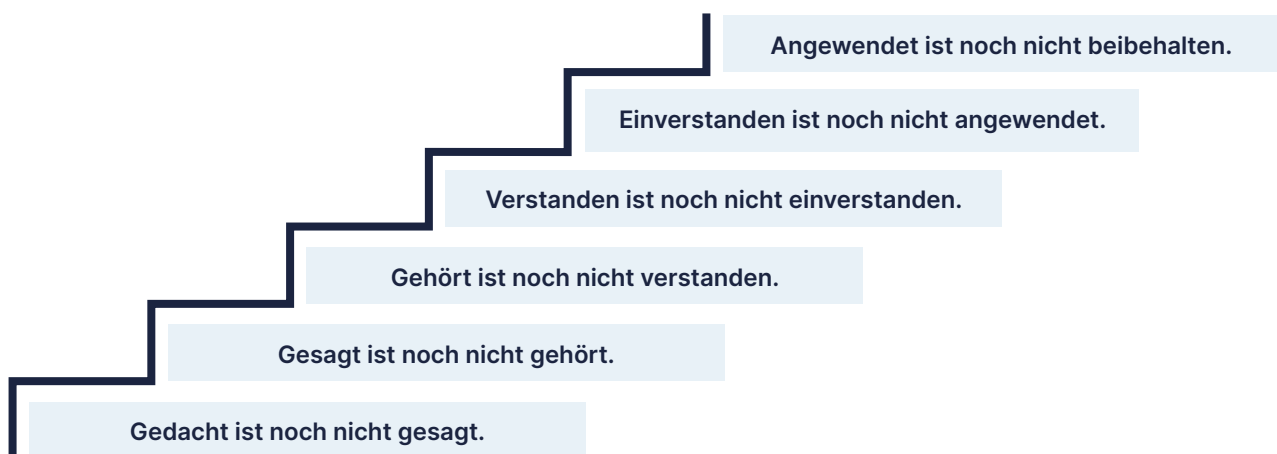 Angewendet ist noch nicht beibehalten.
Einverstanden ist noch nicht angewendet.
Verstanden ist noch nicht einverstanden.
Gehört ist noch nicht verstanden.
Gesagt ist noch nicht gehört.
Gedacht ist noch nicht gesagt.